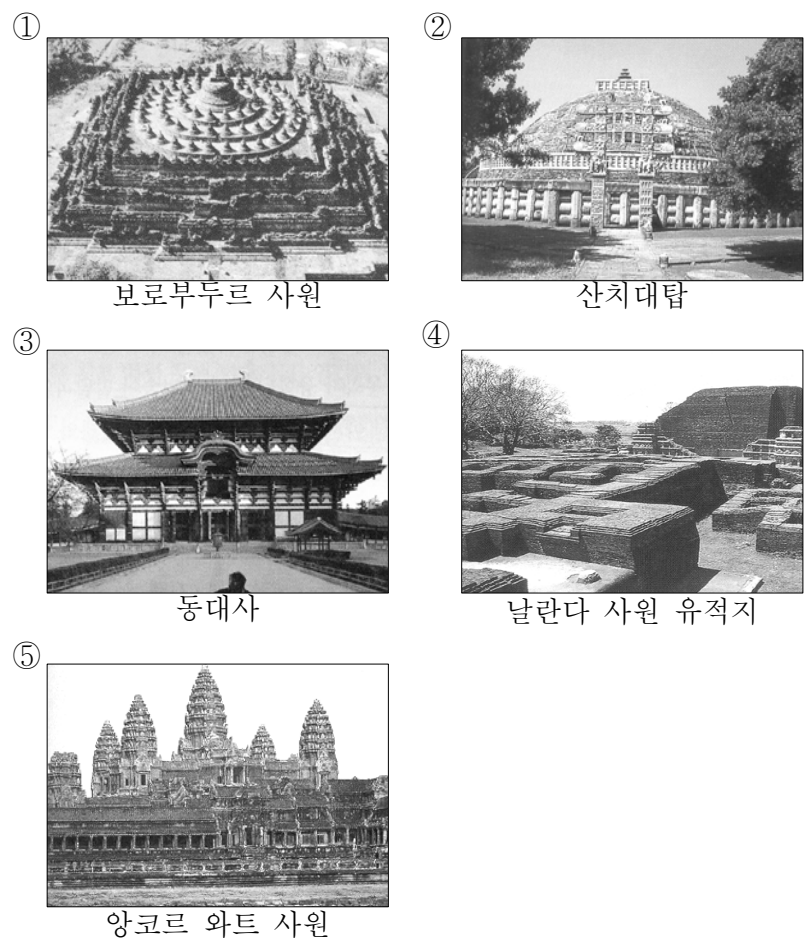 ①
보로부두르 사원
②
산치대탑
③
동대사
④
날란다 사원 유적지
⑤
앙코르 와트 사원